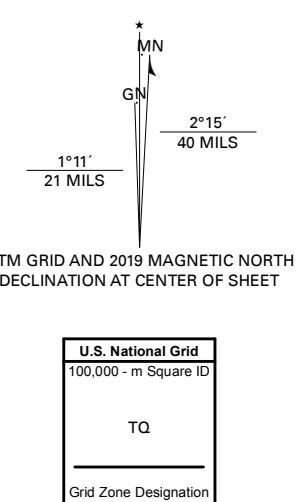 ★
MN
GN
2°15´
40 MILS
1°11´
21 MILS
TM GRID AND 2019 MAGNETIC NORTH
DECLINATION AT CENTER OF SHEET
U.S. National Grid
100,000 - m Square ID
TQ
Grid Zone Designation